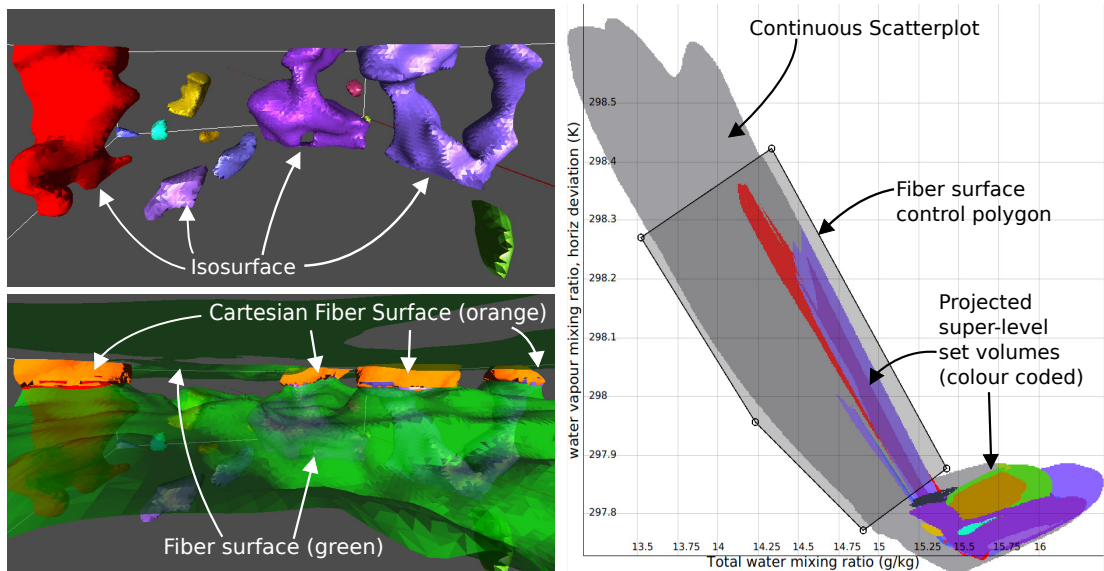 Isosurface
Cartesian Fiber Surface (orange)
Fiber surface (green)
Continuous Scatterplot
Fiber surface
control polygon
Projected
super-level
set volumes
(colour coded)
water vapour mixing ratio, horiz deviation (K)
298.5
298.4
298.3
298.2
298.1
298
297.9
297.8
13.5 13.75 14 14.25 14.5 14.75 15 15.25 15.5 15.75 16
Total water mixing ratio (g/kg)